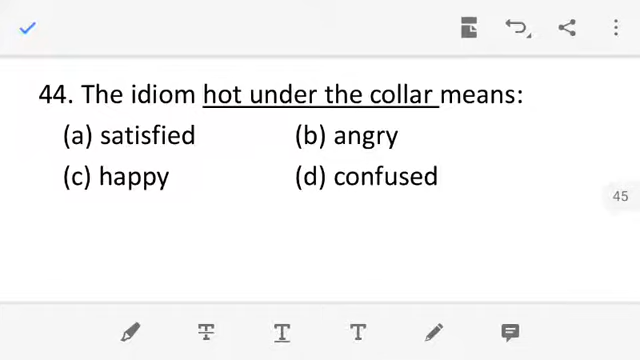 44. The idiom hot under the collar means:
(a) satisfied (b) angry
(c) happy (d) confused
45